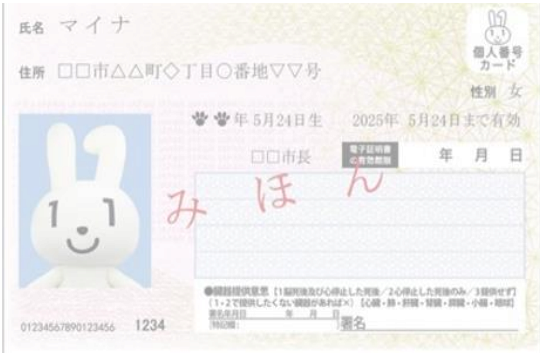 氏名 マイナ
個人番号
カード
住所 □□市△△町◇丁目○番地▽▽号
性別 女
年 5月24日生 2025年 5月24日まで有効
□□市長 電子証明書の有効期限 年 月 日
みほん
●臓器提供意思【1脳死後及び心停止した死後/2心停止した死後のみ/3提供せず】
(1・2で提供したくない臓器があれば×)【心臓・肺・肝臓・腎臓・膵臓・小腸・眼球】
署名年月日 年 月 日
[特記欄: ] 署名
1 1
01234567890123456 1234